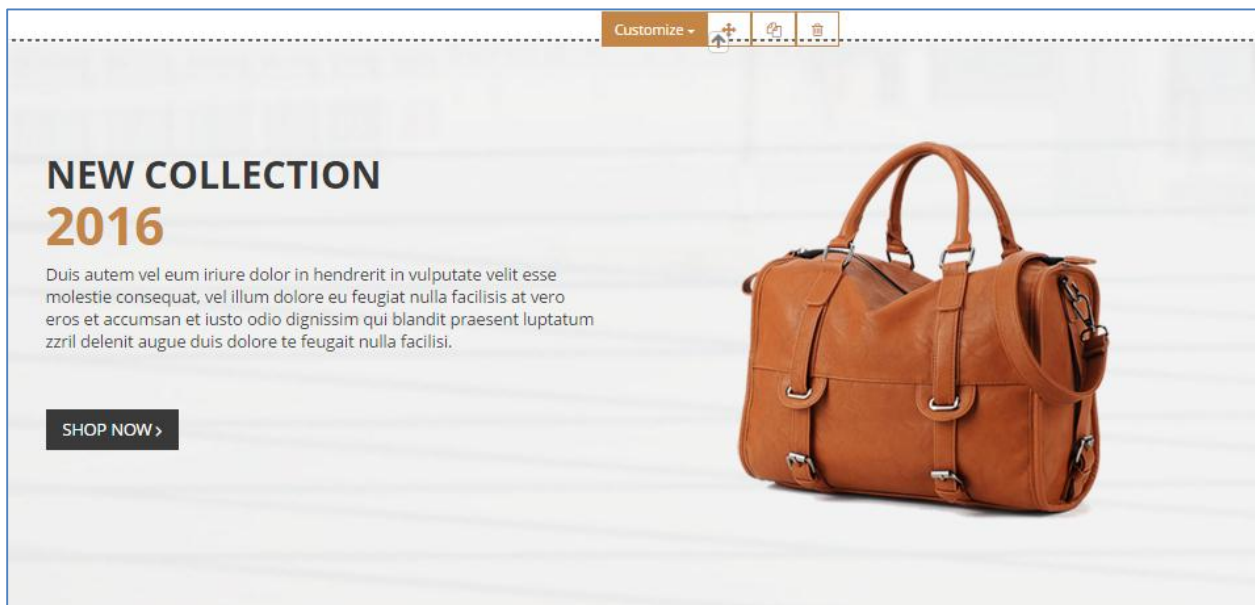 Customize
NEW COLLECTION
2016
Duis autem vel eum iriure dolor in hendrerit in vulputate velit esse
molestie consequat, vel illum dolore eu feugiat nulla facilisis at vero
eros et accumsan et iusto odio dignissim qui blandit praesent luptatum
zzril delenit augue duis dolore te feugait nulla facilisi.
SHOP NOW